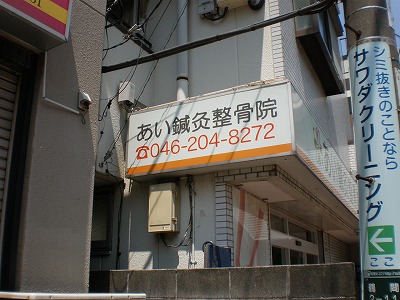 あい鍼灸整骨院
☎046-204-8272
シミ抜きのことなら
サワダクリーニング
ここ